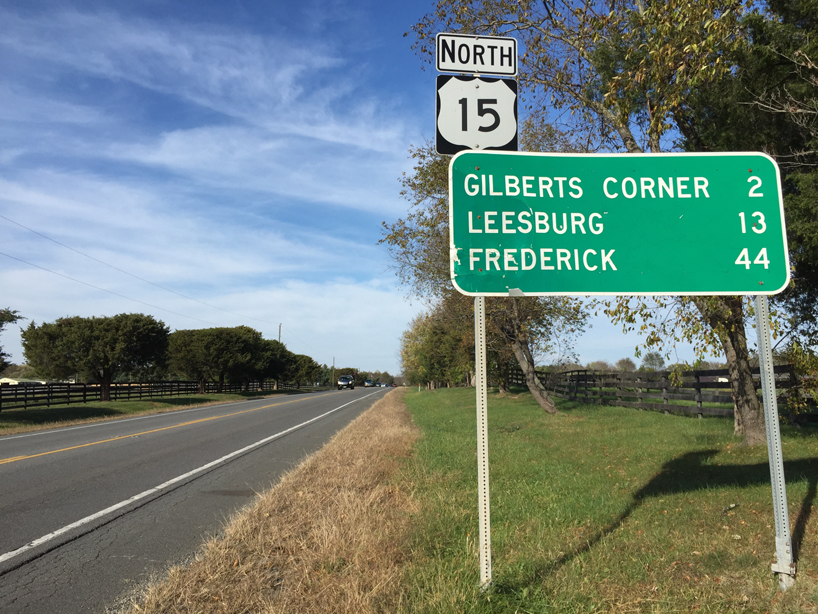 NORTH
15
GILBERTS CORNER 2
LEESBURG 13
FREDERICK 44